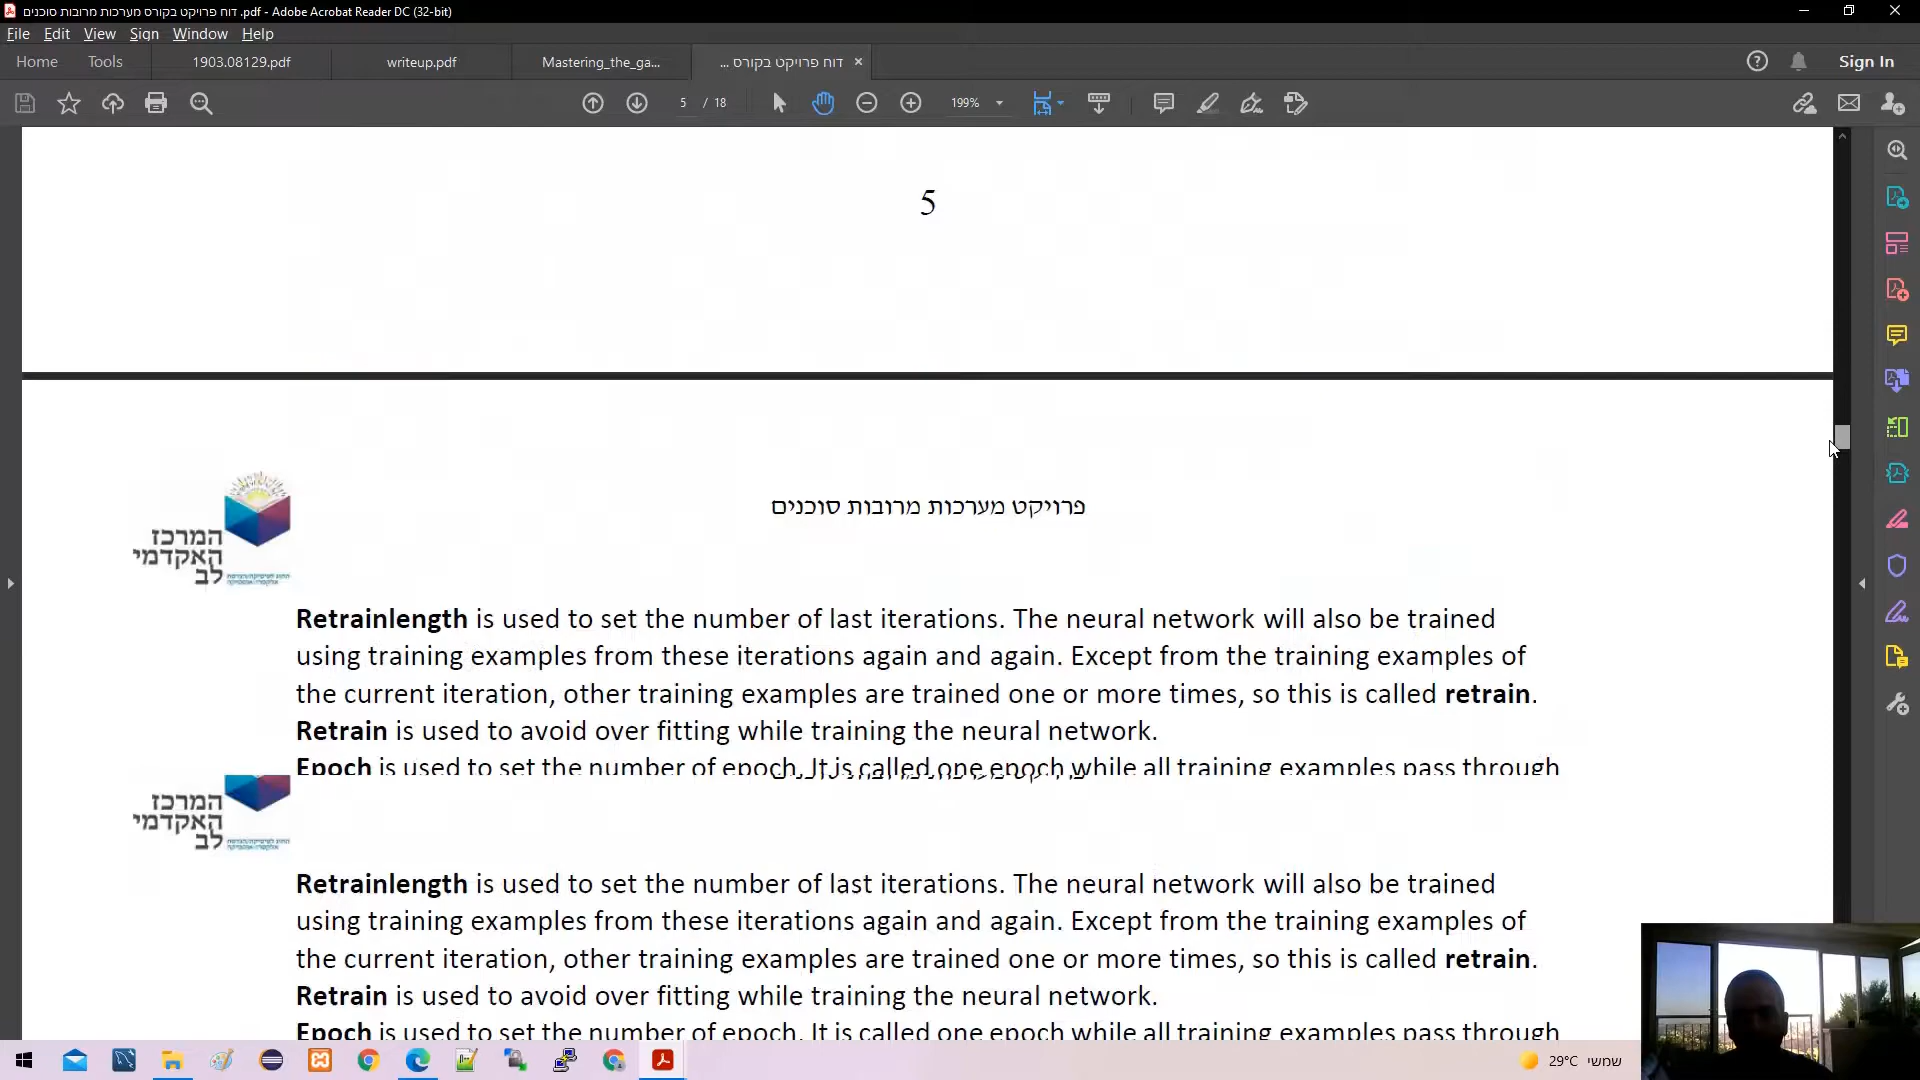 דוח פרויקט בקורס מערכות מרובות סוכנים .pdf - Adobe Acrobat Reader DC (32-bit)
File Edit View Sign Window Help
Home Tools 1903.08129.pdf writeup.pdf Mastering_the_ga... דוח פרויקט בקורס ... Sign In
5 / 18 199%
5
פרויקט מערכות מרובות סוכנים
המרכז
האקדמי
לב
Retrainlength is used to set the number of last iterations. The neural network will also be trained
using training examples from these iterations again and again. Except from the training examples of
the current iteration, other training examples are trained one or more times, so this is called retrain.
Retrain is used to avoid over fitting while training the neural network.
Epoch is used to set the number of epoch. It is called one epoch while all training examples pass through
המרכז
האקדמי
לב
Retrainlength is used to set the number of last iterations. The neural network will also be trained
using training examples from these iterations again and again. Except from the training examples of
the current iteration, other training examples are trained one or more times, so this is called retrain.
Retrain is used to avoid over fitting while training the neural network.
Epoch is used to set the number of epoch. It is called one epoch while all training examples pass through
29°C שמשי